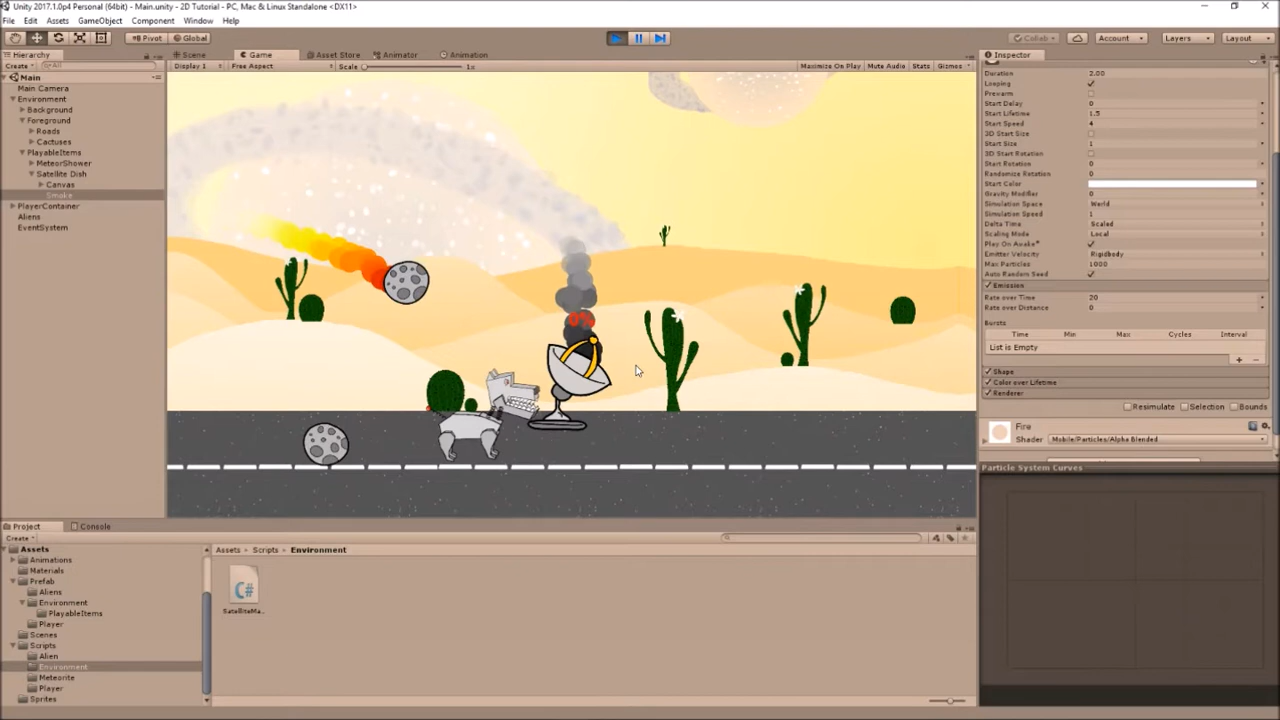 Unity 2017.1.0p4 Personal (64bit) - Main.unity - 2D Tutorial - PC, Mac & Linux Standalone <DX11>
File Edit Assets GameObject Component Window Help
Pivot Global Collab Account Layers Layout
Hierarchy Scene Game Asset Store Animator Animation Inspector
Create All Display 1 Free Aspect Scale 1x Maximize On Play Mute Audio Stats Gizmos
Main
Main Camera
Environment
Background
Foreground
Roads
Cactuses
PlayableItems
MeteorShower
Satellite Dish
Canvas
Smoke
PlayerContainer
Aliens
EventSystem
0%
Duration 2.00
Looping
Prewarm
Start Delay 0
Start Lifetime 1.5
Start Speed 4
3D Start Size
Start Size 1
3D Start Rotation
Start Rotation 0
Randomize Rotation 0
Start Color
Gravity Modifier 0
Simulation Space World
Simulation Speed 1
Delta Time Scaled
Scaling Mode Local
Play On Awake*
Emitter Velocity Rigidbody
Max Particles 1000
Auto Random Seed
Emission
Rate over Time 20
Rate over Distance 0
Bursts
Time Min Max Cycles Interval
List is Empty
Shape
Color over Lifetime
Renderer
Resimulate Selection Bounds
Fire
Shader Mobile/Particles/Alpha Blended
Particle System Curves
Project Console
Create
Assets
Animations
Materials
Prefab
Aliens
Environment
PlayableItems
Player
Scenes
Scripts
Alien
Environment
Meteorite
Player
Sprites
Assets Scripts Environment
C#
SatelliteMa...